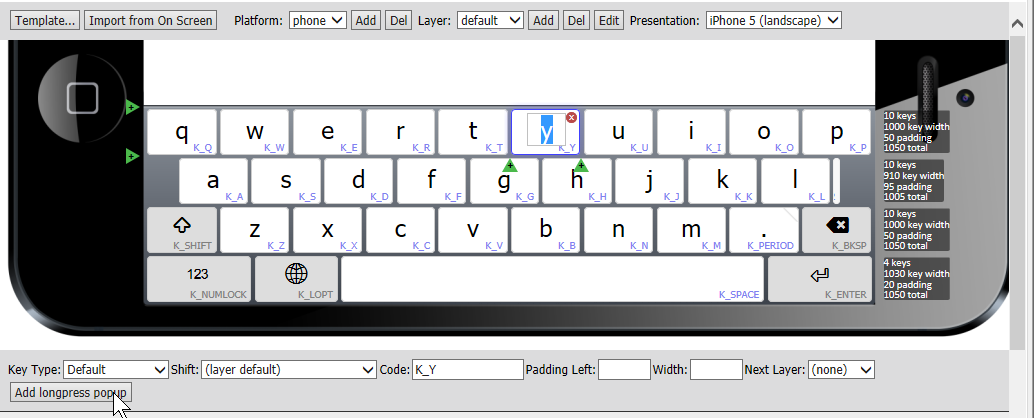 Template... Import from On Screen Platform: phone Add Del Layer: default Add Del Edit Presentation: iPhone 5 (landscape)
q w e r t y u i o p
K_Q K_W K_E K_R K_T K_Y K_U K_I K_O K_P
10 keys
1000 key width
50 padding
1050 total
a s d f g h j k l
K_A K_S K_D K_F K_G K_H K_J K_K K_L
10 keys
910 key width
95 padding
1005 total
z x c v b n m .
K_SHIFT K_Z K_X K_C K_V K_B K_N K_M K_PERIOD K_BKSP
10 keys
1000 key width
50 padding
1050 total
123
K_NUMLOCK K_LOPT K_SPACE K_ENTER
4 keys
1030 key width
20 padding
1050 total
Key Type: Default Shift: (layer default) Code: K_Y Padding Left: Width: Next Layer: (none)
Add longpress popup